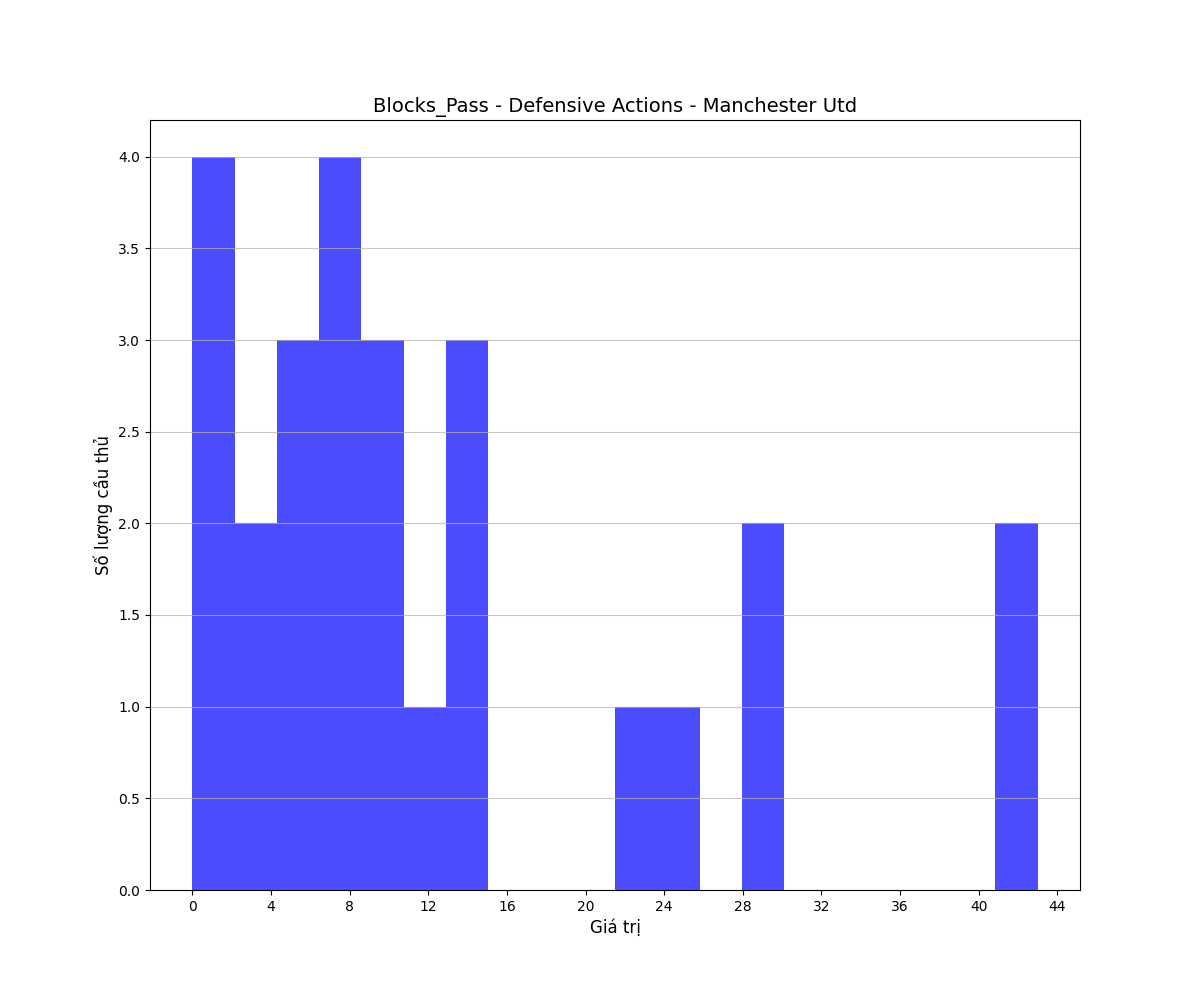 Blocks_Pass - Defensive Actions - Manchester Utd
4.0
3.5
3.0
2.5
2.0
1.5
1.0
0.5
0.0
Số lượng cầu thủ
0 4 8 12 16 20 24 28 32 36 40 44
Giá trị